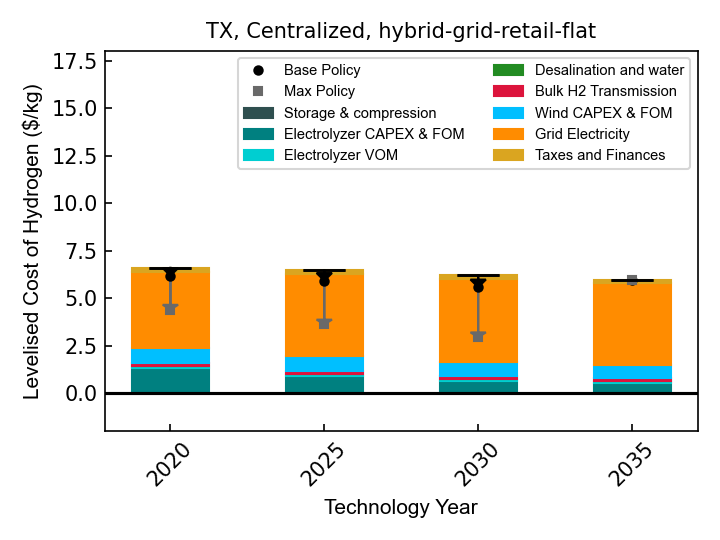 TX, Centralized, hybrid-grid-retail-flat
Base Policy
Max Policy
Storage & compression
Electrolyzer CAPEX & FOM
Electrolyzer VOM
Desalination and water
Bulk H2 Transmission
Wind CAPEX & FOM
Grid Electricity
Taxes and Finances
Levelised Cost of Hydrogen ($/kg)
17.5
15.0
12.5
10.0
7.5
5.0
2.5
0.0
2020
2025
2030
2035
Technology Year